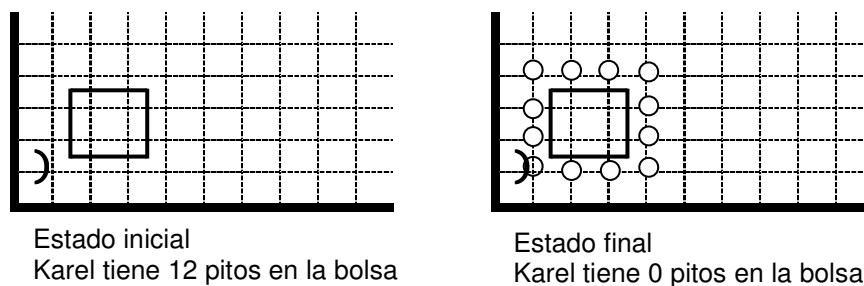 Estado inicial
Karel tiene 12 pitos en la bolsa
Estado final
Karel tiene 0 pitos en la bolsa